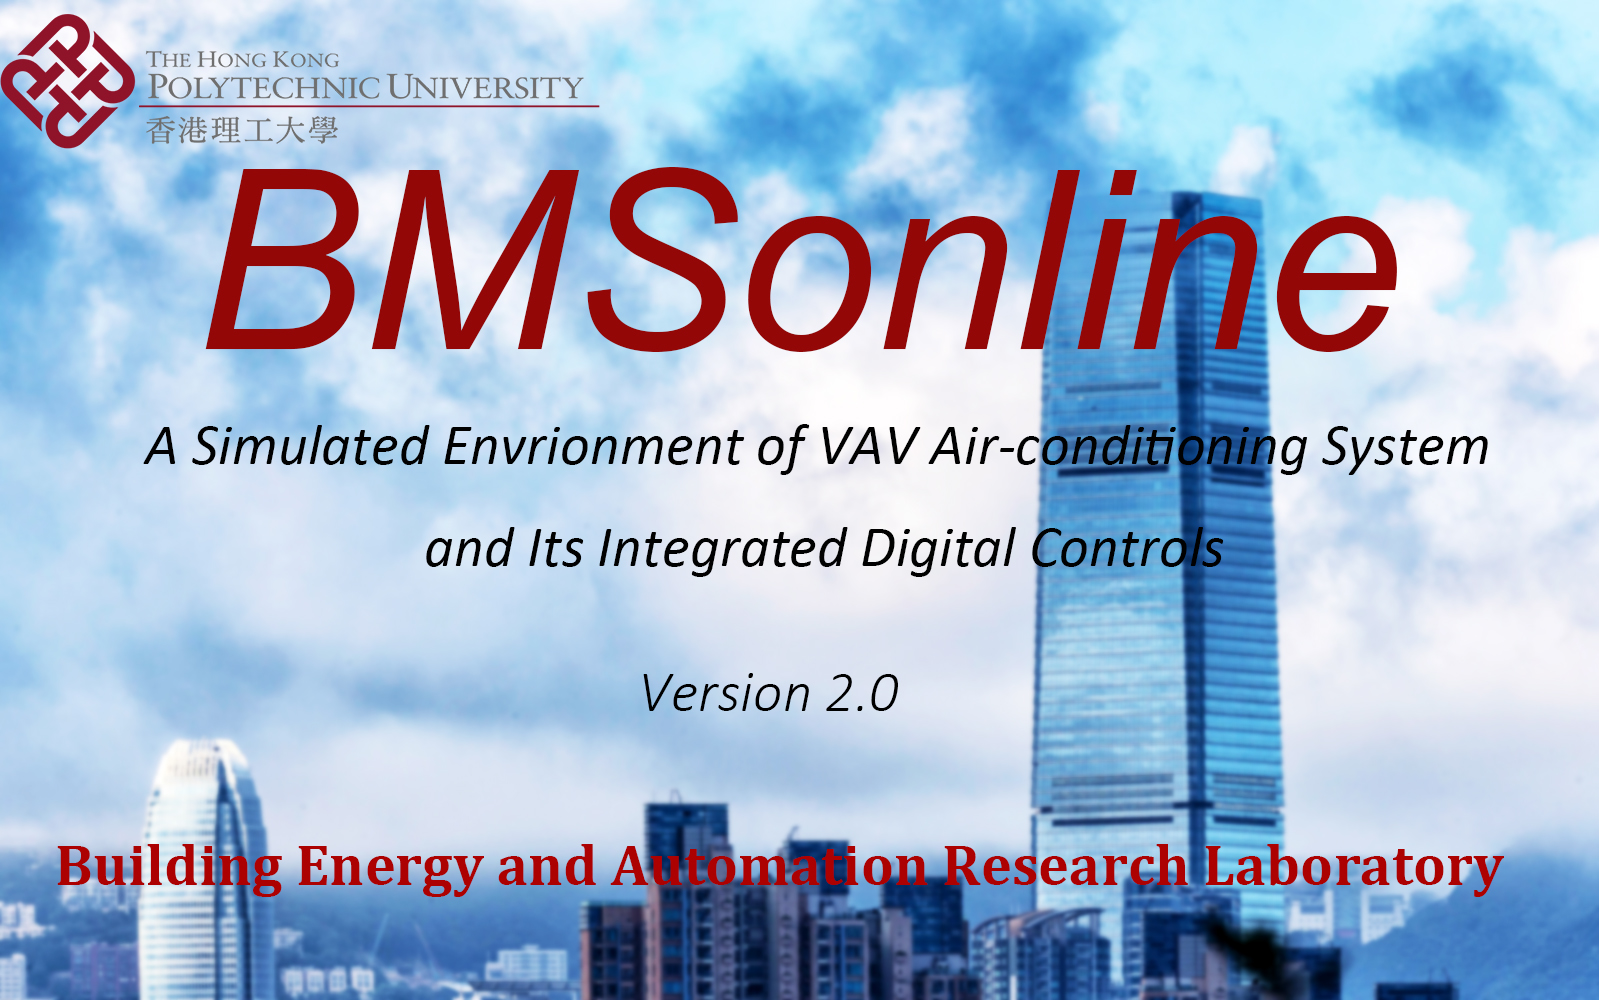 THE HONG KONG
POLYTECHNIC UNIVERSITY
香港理工大學
BMSonline
A Simulated Envrionment of VAV Air-conditioning System
and Its Integrated Digital Controls
Version 2.0
Building Energy and Automation Research Laboratory